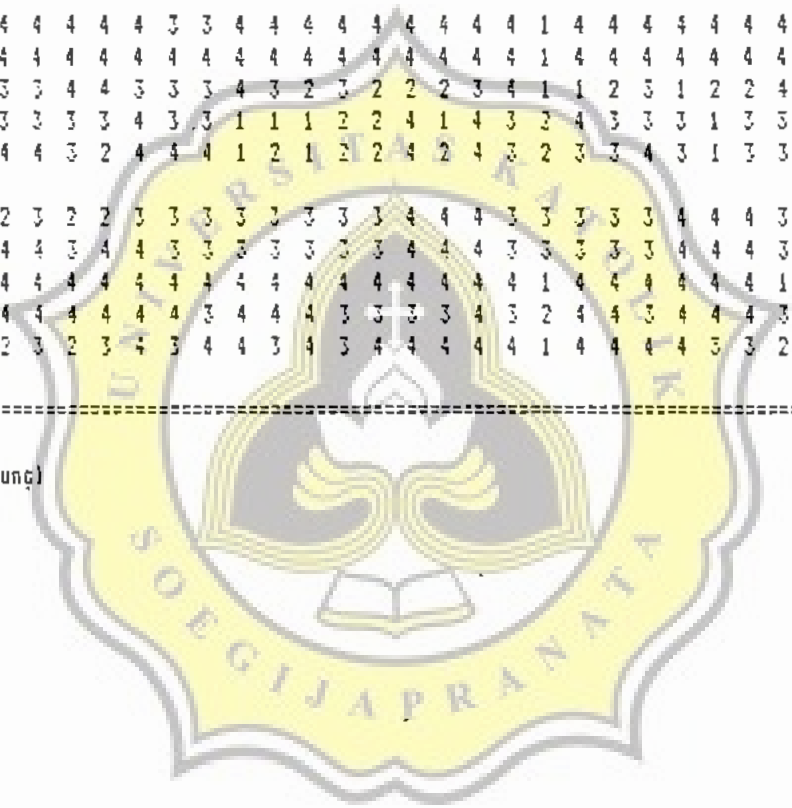 4 4 4 4 4 3 3 4 4 4 4 4 4 4 4 4 1 4 4 4 4 4 4 4
4 4 4 4 4 4 4 4 4 4 4 4 4 4 4 4 1 4 4 4 4 4 4 4
3 3 4 4 3 3 3 4 3 2 3 2 2 2 3 4 1 1 2 3 1 2 2 4
3 3 3 3 4 3 3 1 1 1 2 2 4 1 4 3 2 4 3 3 3 1 3 3
4 4 3 2 4 4 4 1 2 1 2 2 4 2 4 3 2 3 3 4 3 1 3 3
2 3 2 2 3 3 3 3 3 3 3 3 4 4 4 3 3 3 3 3 4 4 4 3
4 4 3 4 4 3 3 3 3 3 3 3 4 4 4 3 3 3 3 3 4 4 4 3
4 4 4 4 4 4 4 4 4 4 4 4 4 4 4 4 1 4 4 4 4 4 4 1
4 4 4 4 4 4 3 4 4 4 3 3 3 3 4 3 2 4 4 3 4 4 4 3
2 3 2 3 4 3 4 4 3 4 3 4 4 4 4 4 1 4 4 4 4 3 3 2
ung)
UNIVERSITAS KATOLIK
SOEGIJAPRANATA